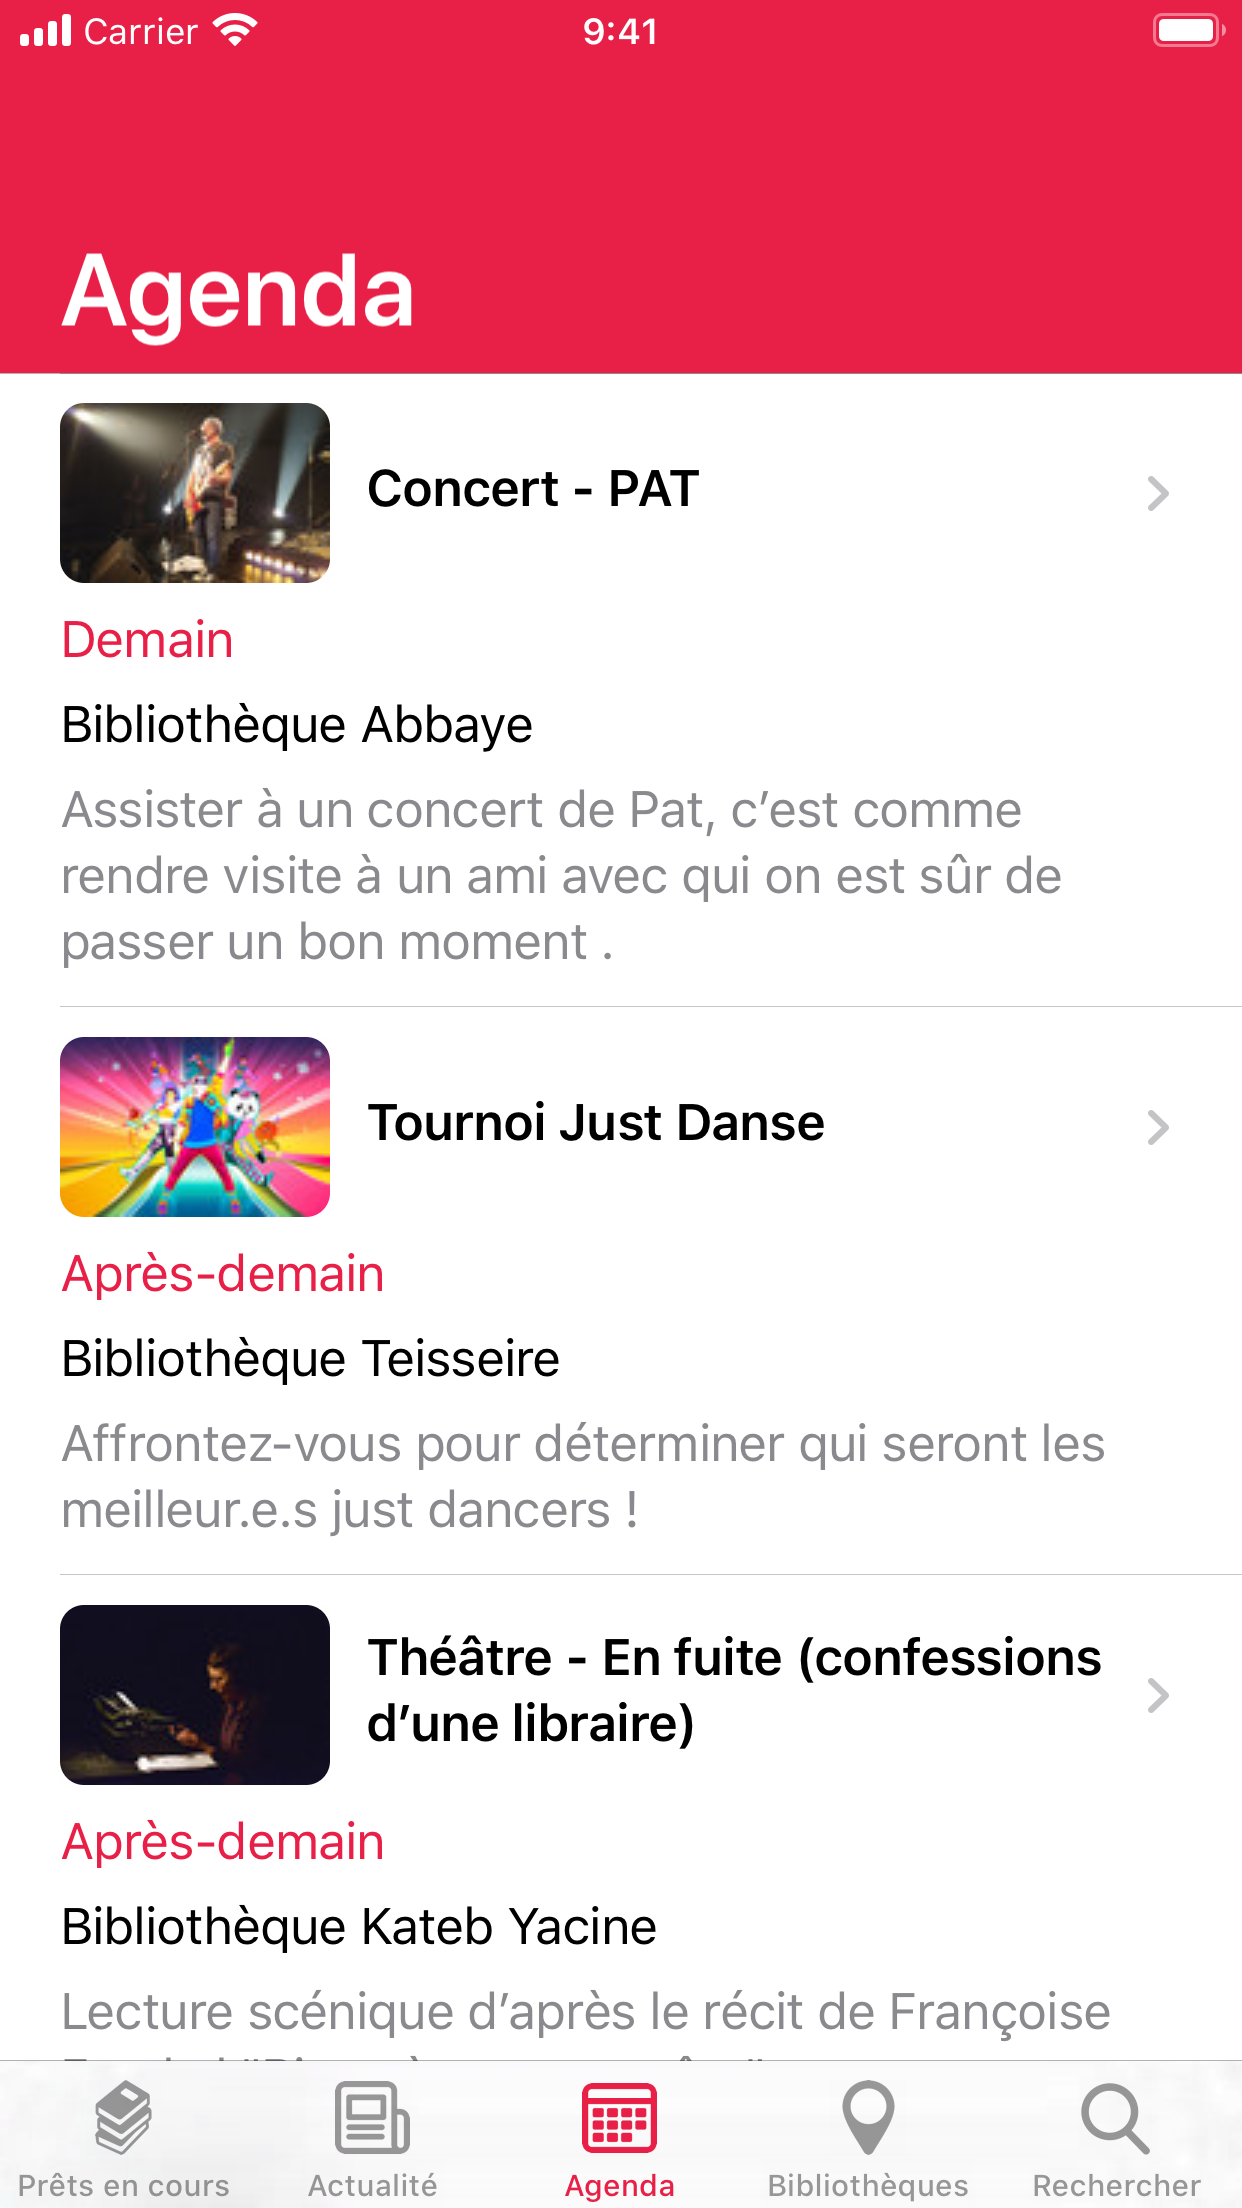 Carrier 9:41
Agenda
Concert - PAT
Demain
Bibliothèque Abbaye
Assister à un concert de Pat, c’est comme
rendre visite à un ami avec qui on est sûr de
passer un bon moment .
Tournoi Just Danse
Après-demain
Bibliothèque Teisseire
Affrontez-vous pour déterminer qui seront les
meilleur.e.s just dancers !
Théâtre - En fuite (confessions
d’une libraire)
Après-demain
Bibliothèque Kateb Yacine
Lecture scénique d’après le récit de Françoise
Prêts en cours
Actualité
Agenda
Bibliothèques
Rechercher